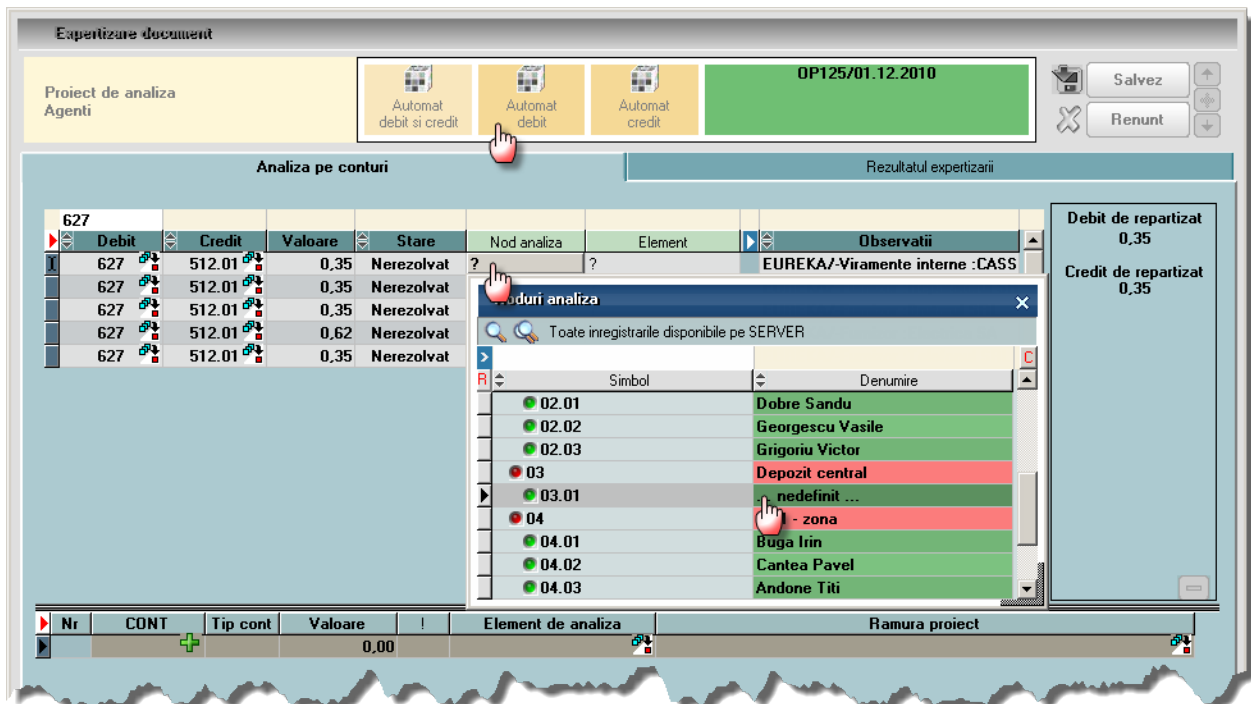 Expertizare document
Proiect de analiza
Agenti
Automat
debit si credit
Automat
debit
Automat
credit
OP125/01.12.2010
Salvez
Renunt
Analiza pe conturi
Rezultatul expertizarii
627
Debit Credit Valoare Stare Nod analiza Element Observatii
627 512.01 0,35 Nerezolvat ? ? EUREKA/-Viramente interne :CASS
627 512.01 0,35 Nerezolvat
627 512.01 0,35 Nerezolvat
627 512.01 0,62 Nerezolvat
627 512.01 0,35 Nerezolvat
Debit de repartizat
0,35
Credit de repartizat
0,35
analiza
Toate inregistrarile disponibile pe SERVER
C
R Simbol Denumire
02.01 Dobre Sandu
02.02 Georgescu Vasile
02.03 Grigoriu Victor
03 Depozit central
03.01 nedefinit ...
04 - zona
04.01 Buga Irin
04.02 Cantea Pavel
04.03 Andone Titi
Nr CONT Tip cont Valoare ! Element de analiza Ramura proiect
0,00